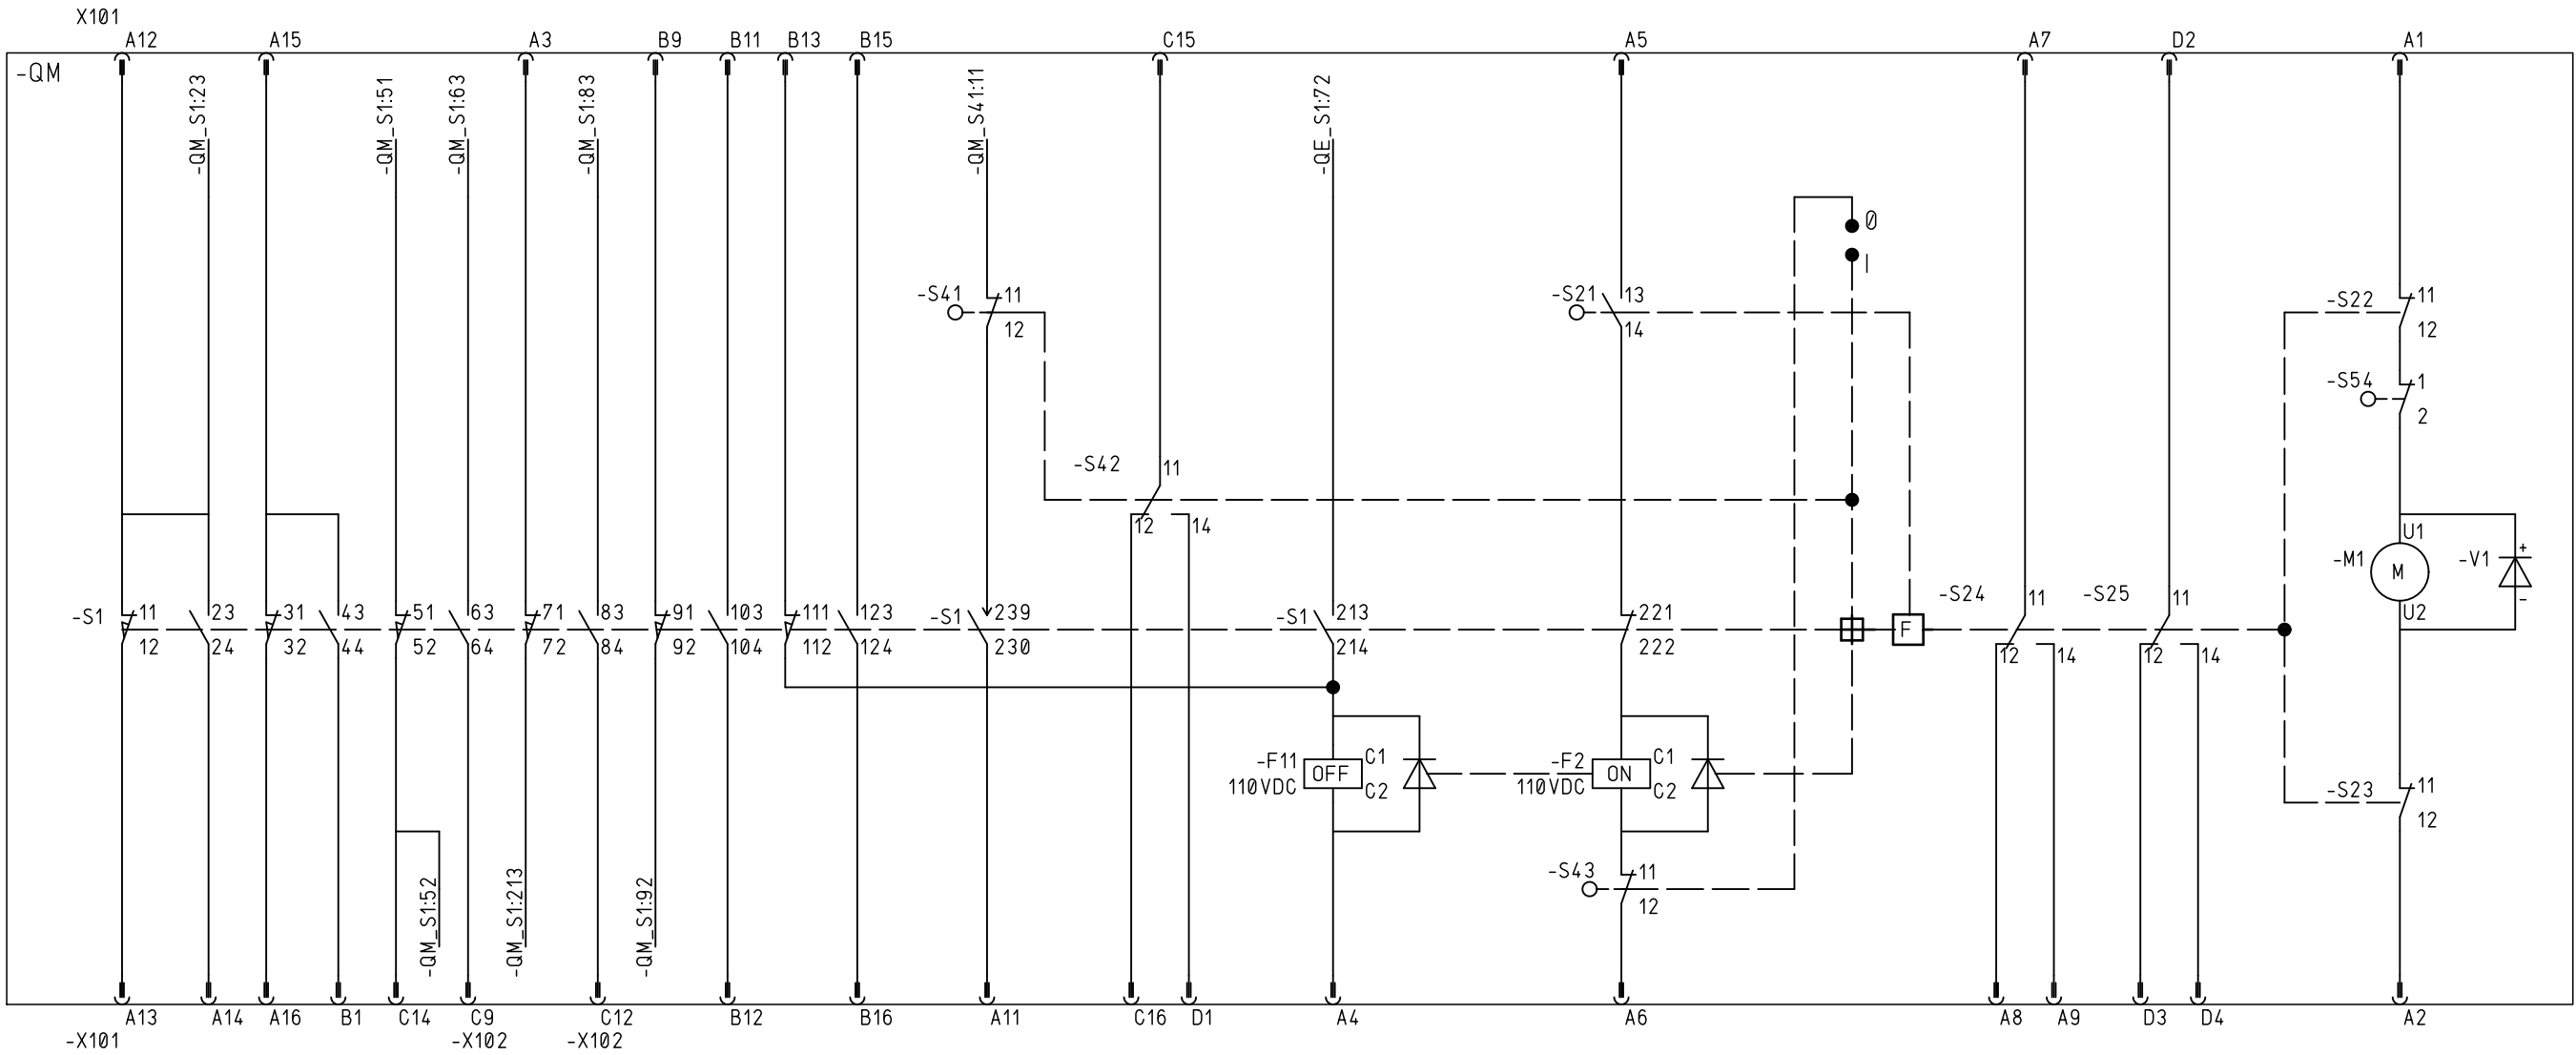 X101
A12 A15 A3 B9 B11 B13 B15 C15 A5 A7 D2 A1
-QM
-QM_S1:23
-QM_S1:51
-QM_S1:63
-QM_S1:83
-QM_S41:11
-QE_S1:72
0
I
-S41 11
12
-S21 13
14
-S22 11
12
-S54 1
2
-S42 11
12 14
U1
-M1 M -V1 +
-
U2
-S24 11
12 14
-S25 11
12 14
-S1 11 23 31 43 51 63 71 83 91 103 111 123 -S1 239 -S1 213 221
F
12 24 32 44 52 64 72 84 92 104 112 124 230 214 222
-F11 OFF C1
110VDC C2
-F2 ON C1
110VDC C2
-S23 11
12
-S43 11
12
-QM_S1:52
-QM_S1:213
-QM_S1:92
A13 A14 A16 B1 C14 C9 C12 B12 B16 A11 C16 D1 A4 A6 A8 A9 D3 D4 A2
-X101 -X102 -X102